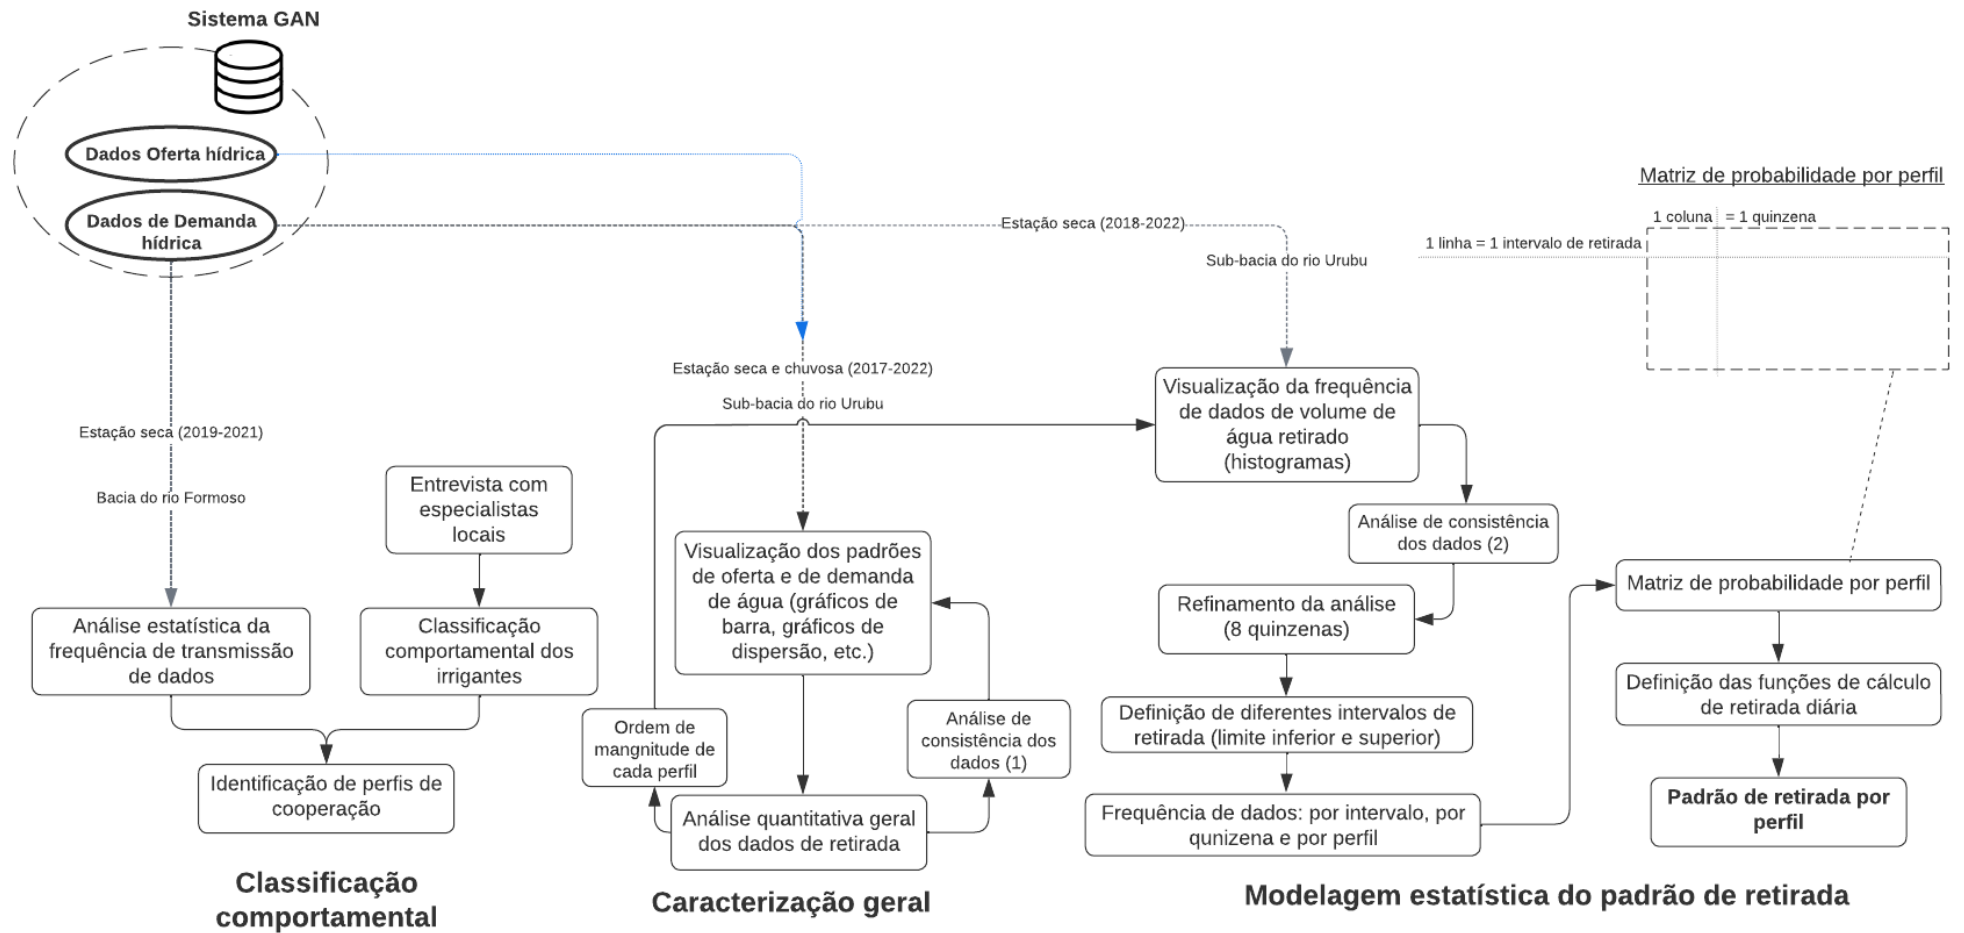 Sistema GAN
Dados Oferta hídrica
Dados de Demanda
hídrica
Estação seca (2019-2021)
Bacia do rio Formoso
Análise estatística da
frequência de transmissão
de dados
Entrevista com
especialistas
locais
Classificação
comportamental dos
irrigantes
Identificação de perfis de
cooperação
Classificação
comportamental
Estação seca e chuvosa (2017-2022)
Sub-bacia do rio Urubu
Visualização dos padrões
de oferta e de demanda
de água (gráficos de
barra, gráficos de
dispersão, etc.)
Ordem de
mangnitude de
cada perfil
Análise de
consistência dos
dados (1)
Análise quantitativa geral
dos dados de retirada
Caracterização geral
Estação seca (2018-2022)
Sub-bacia do rio Urubu
Visualização da frequência
de dados de volume de
água retirado
(histogramas)
Análise de consistência
dos dados (2)
Refinamento da análise
(8 quinzenas)
Definição de diferentes intervalos de
retirada (limite inferior e superior)
Frequência de dados: por intervalo, por
qunizena e por perfil
Matriz de probabilidade por perfil
1 coluna = 1 quinzena
1 linha = 1 intervalo de retirada
Matriz de probabilidade por perfil
Definição das funções de cálculo
de retirada diária
Padrão de retirada por
perfil
Modelagem estatística do padrão de retirada